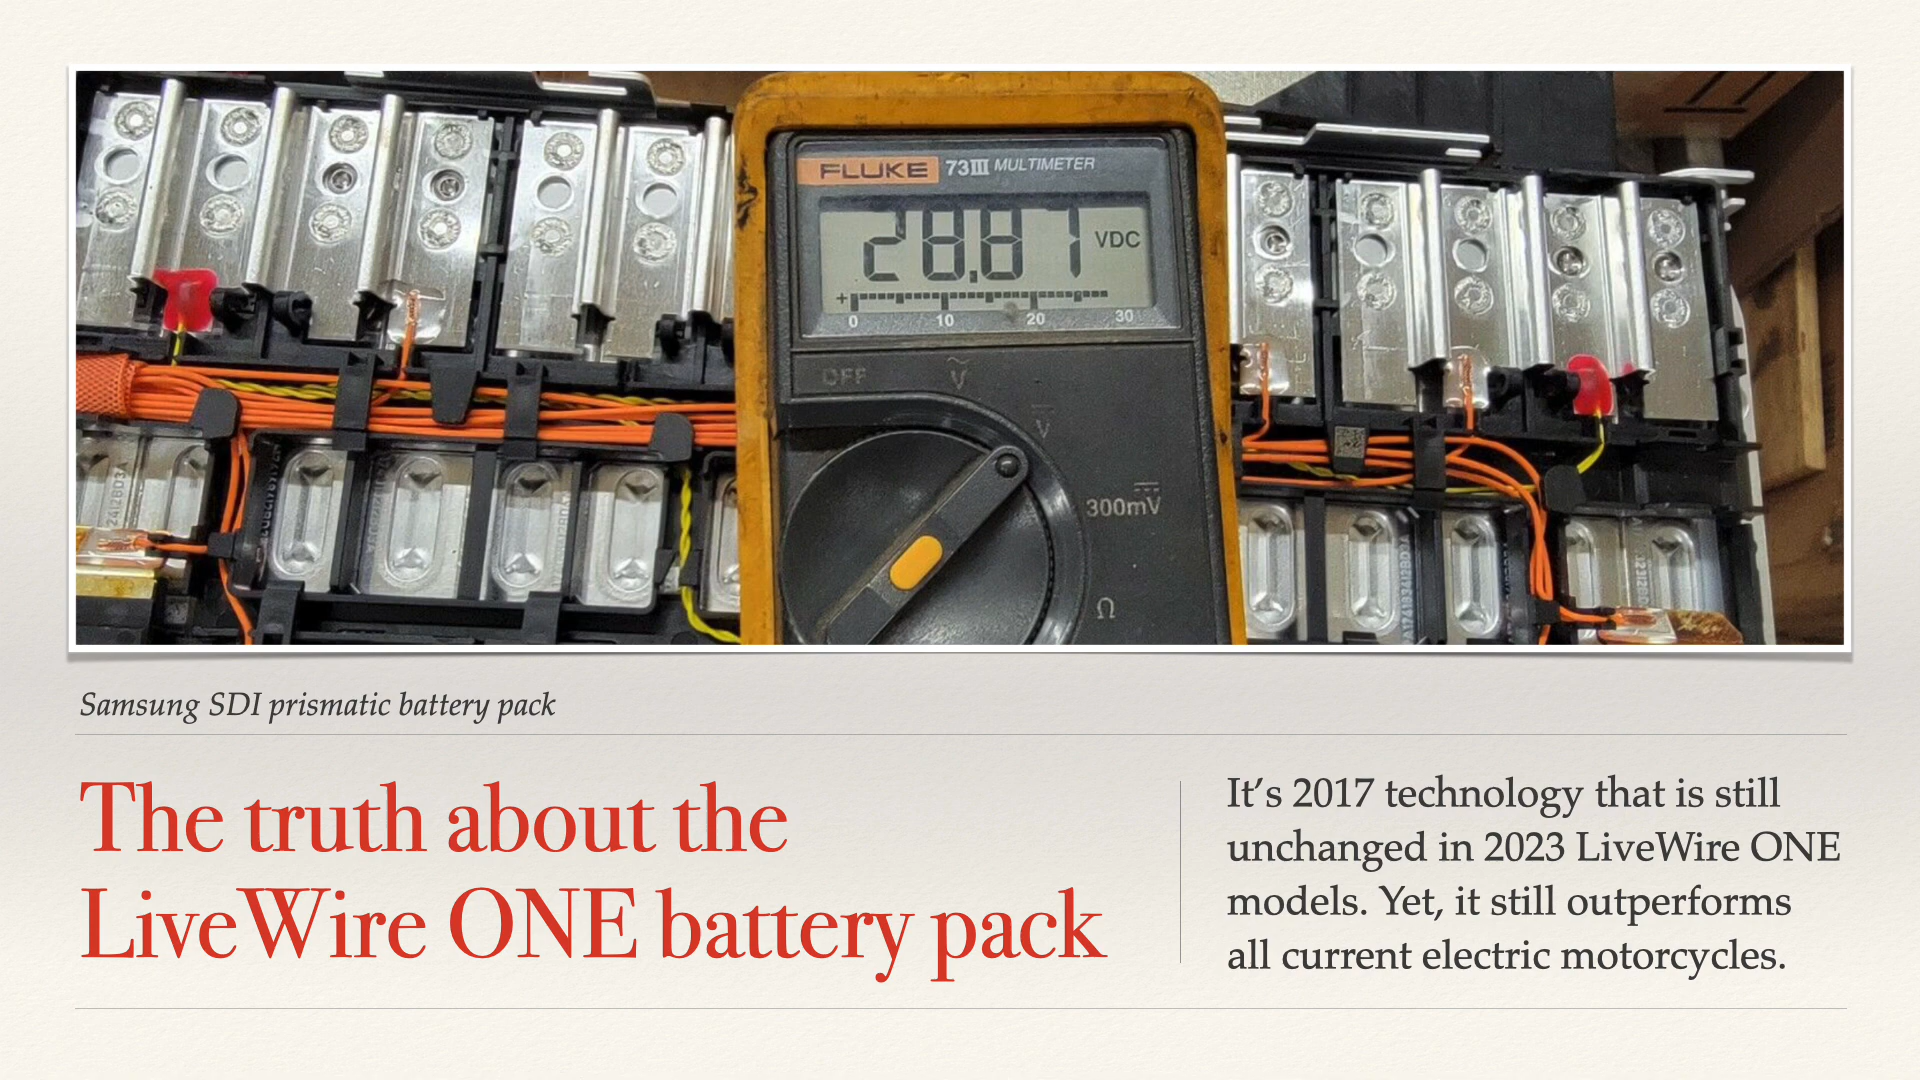 FLUKE 73III MULTIMETER
28.87 VDC
0 10 20 30
OFF
V
V
300mV
Ω
Samsung SDI prismatic battery pack
The truth about the
LiveWire ONE battery pack
It’s 2017 technology that is still
unchanged in 2023 LiveWire ONE
models. Yet, it still outperforms
all current electric motorcycles.